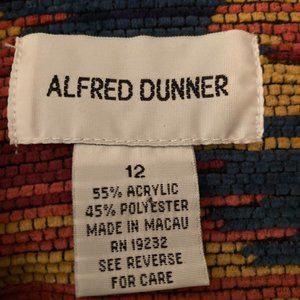 ALFRED DUNNER
12
55% ACRYLIC
45% POLYESTER
MADE IN MACAU
RN 19232
SEE REVERSE
FOR CARE